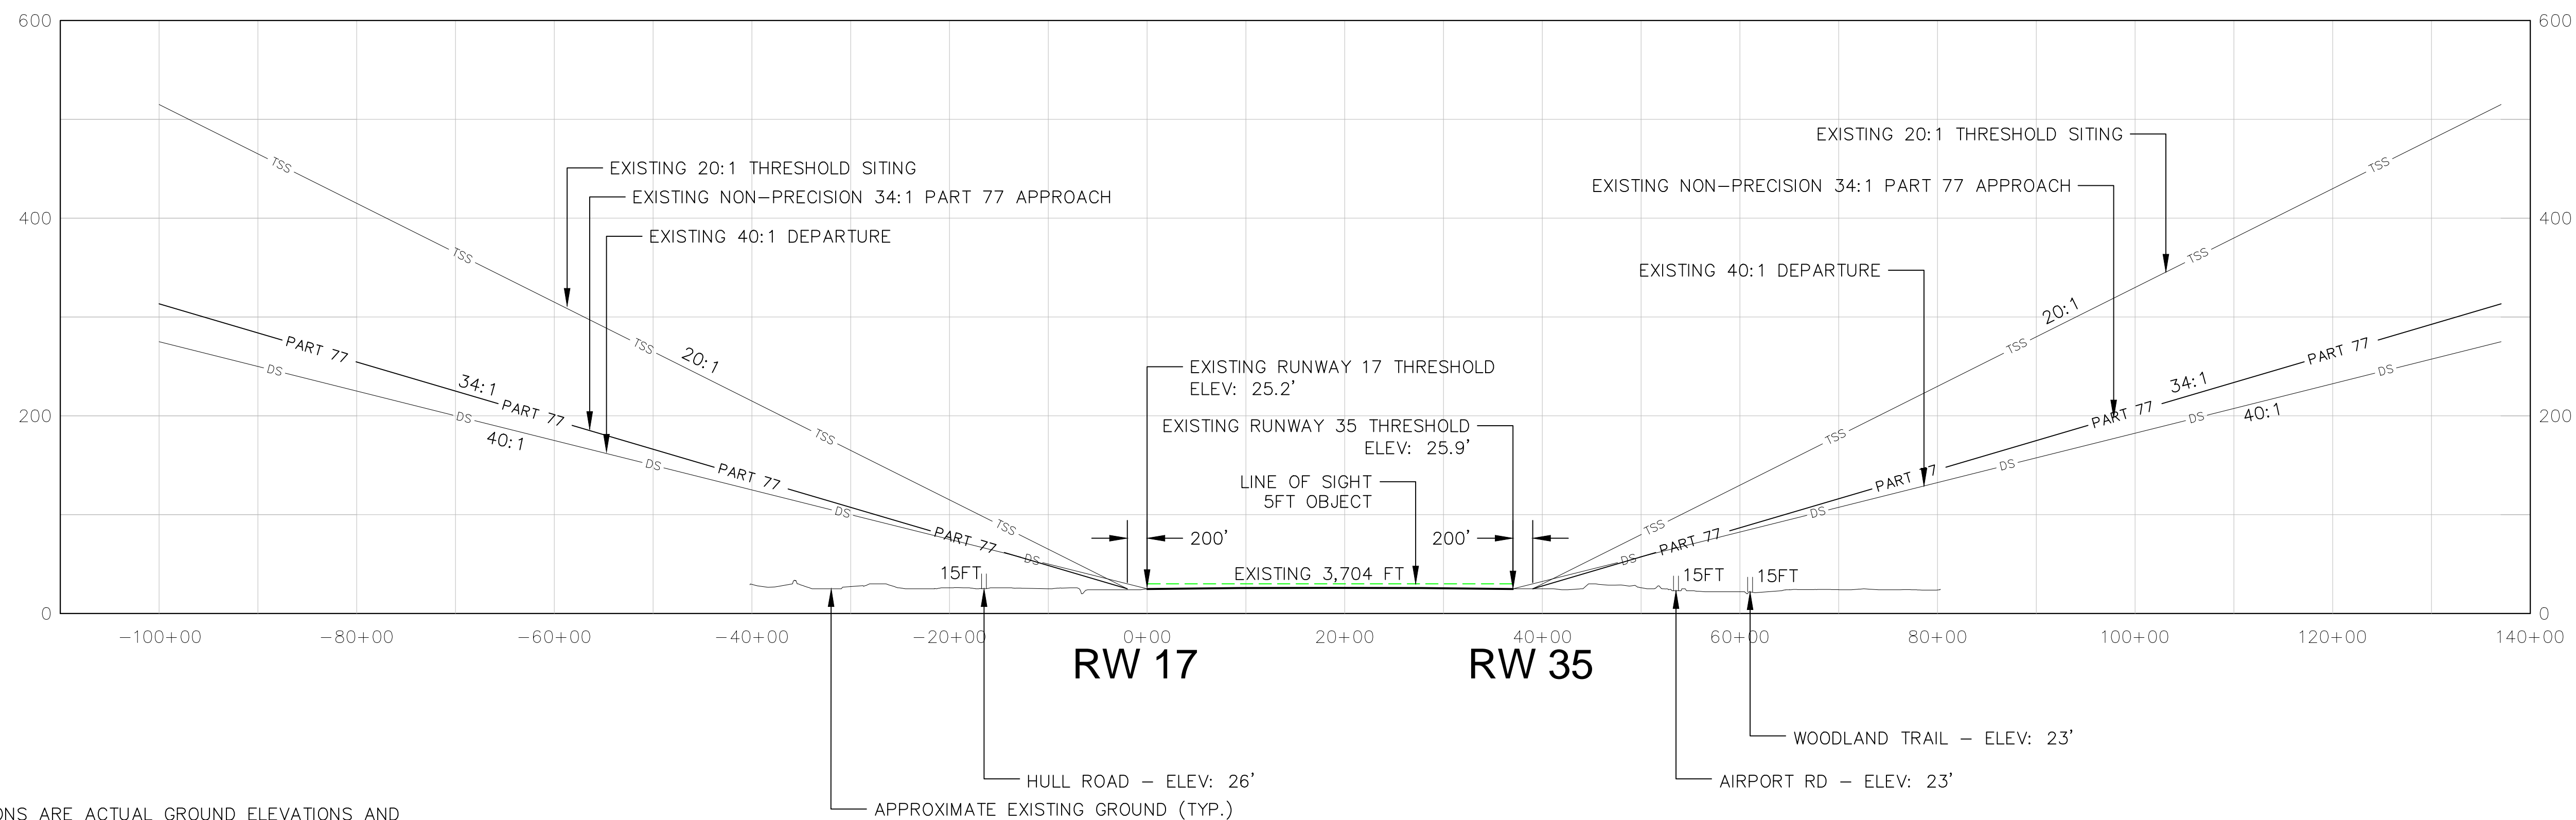 600
600
EXISTING 20:1 THRESHOLD SITING
TSS
TSS
EXISTING 20:1 THRESHOLD SITING
EXISTING NON-PRECISION 34:1 PART 77 APPROACH
EXISTING NON-PRECISION 34:1 PART 77 APPROACH
400
400
EXISTING 40:1 DEPARTURE
TSS
TSS
EXISTING 40:1 DEPARTURE
20:1
PART 77
TSS
20:1
TSS
PART 77
DS
EXISTING RUNWAY 17 THRESHOLD
ELEV: 25.2'
DS
34:1
34:1
PART 77
PART 77
200
200
DS
40:1
TSS
EXISTING RUNWAY 35 THRESHOLD
ELEV: 25.9'
TSS
DS
40:1
DS
PART 77
LINE OF SIGHT
5FT OBJECT
PART 7
DS
DS
TSS
TSS
DS
PART 77
200'
200'
PART 77
DS
DS
15FT
EXISTING 3,704 FT
15FT
15FT
0
0
-100+00
-80+00
-60+00
-40+00
-20+00
0+00
20+00
40+00
60+00
80+00
100+00
120+00
140+00
RW 17
RW 35
WOODLAND TRAIL - ELEV: 23'
HULL ROAD - ELEV: 26'
AIRPORT RD - ELEV: 23'
APPROXIMATE EXISTING GROUND (TYP.)
ONS ARE ACTUAL GROUND ELEVATIONS AND